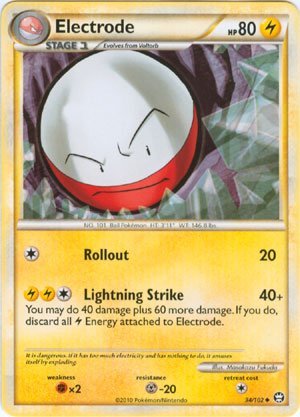 Electrode
HP 80
STAGE 1 Evolves from Voltorb
NO. 101 Ball Pokémon HT: 3'11" WT: 146.8 lbs.
Rollout 20
Lightning Strike 40+
You may do 40 damage plus 60 more damage. If you do,
discard all Energy attached to Electrode.
It is dangerous. If it has too much electricity and has nothing to do, it amuses
itself by exploding.
Illus. Masakazu Fukuda
weakness resistance retreat cost
×2 -20
©2010 Pokémon/Nintendo 34/102